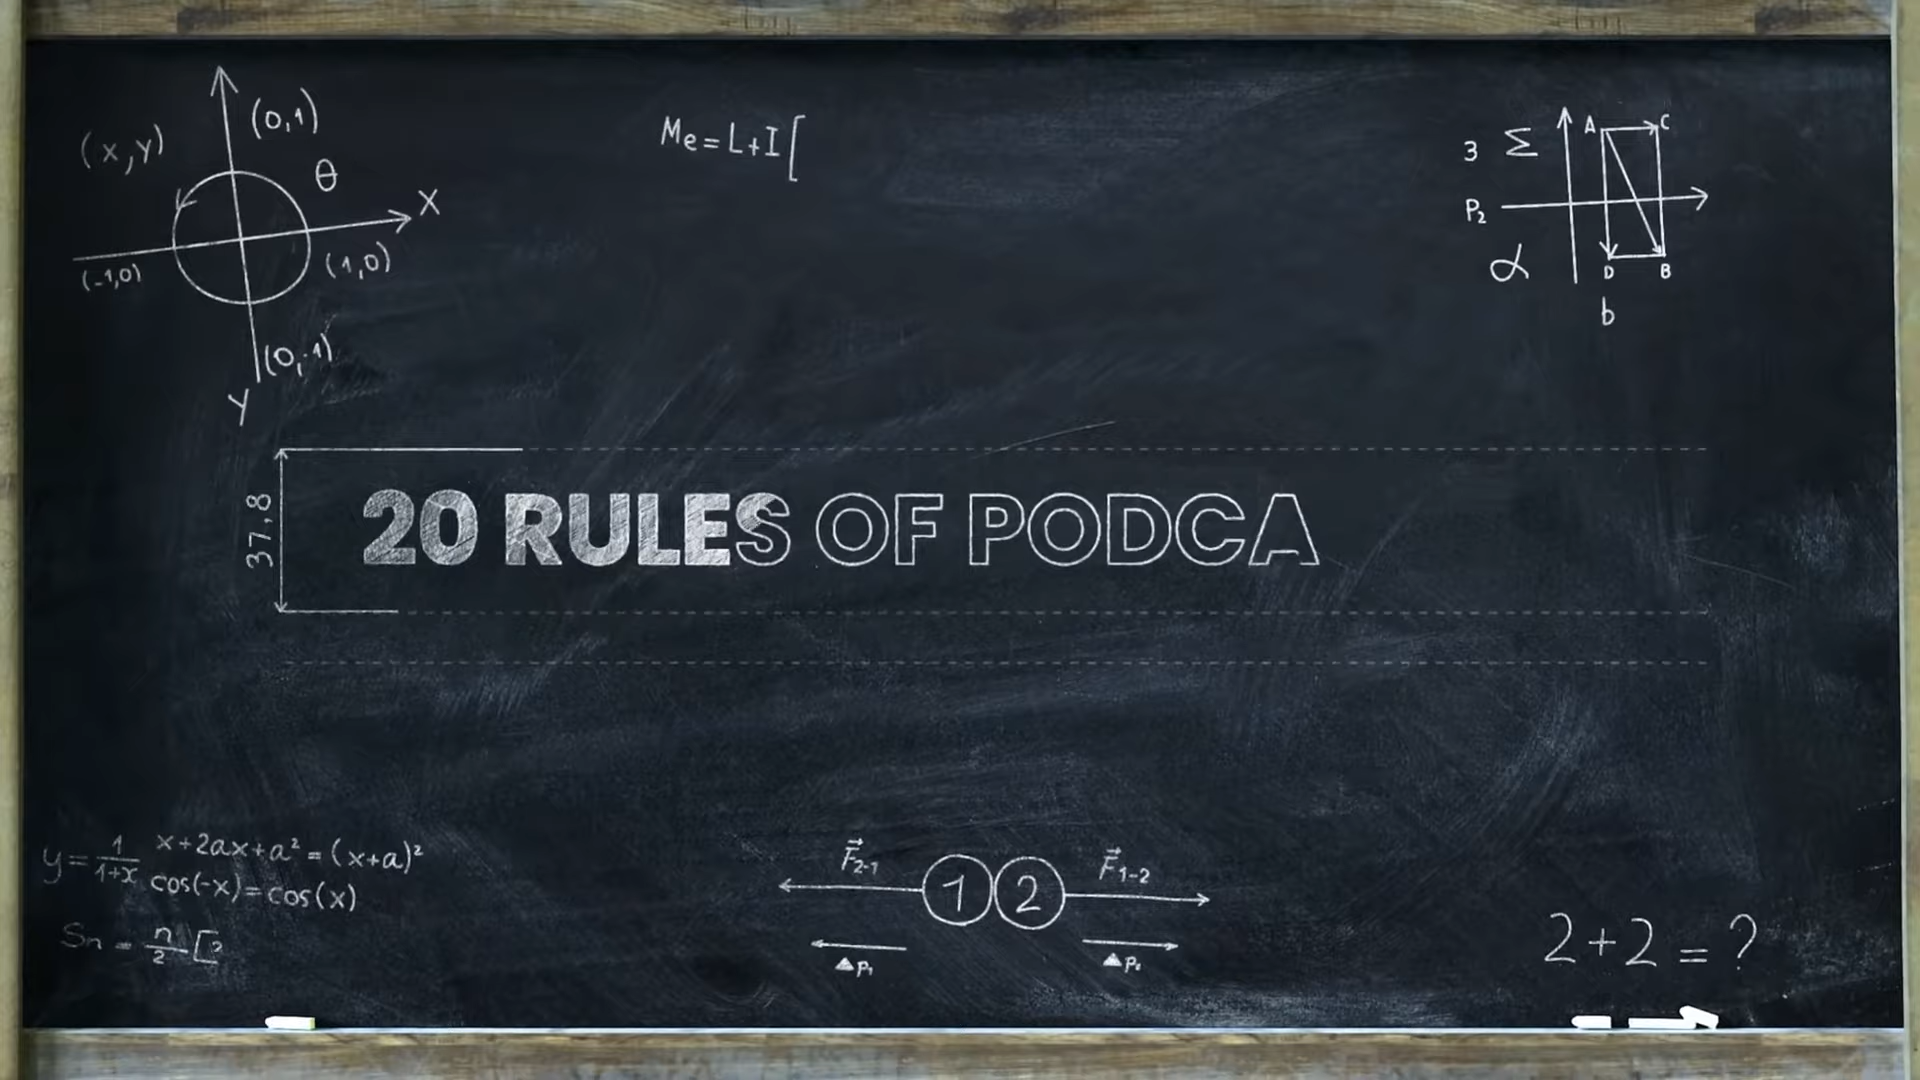 (0,1)
(x,y)
θ
X
(-1,0)
(1,0)
(0,-1)
y
Me=L+I[
3 Σ
P₂
α
A C
D B
b
37,8
20 RULES OF PODCA
y=1/1+x
x+2ax+a²=(x+a)²
cos(-x)=cos(x)
Sn = n/2 [2
F⃗2-1
1 2
F⃗1-2
▲P₁
▲P₂
2+2=?